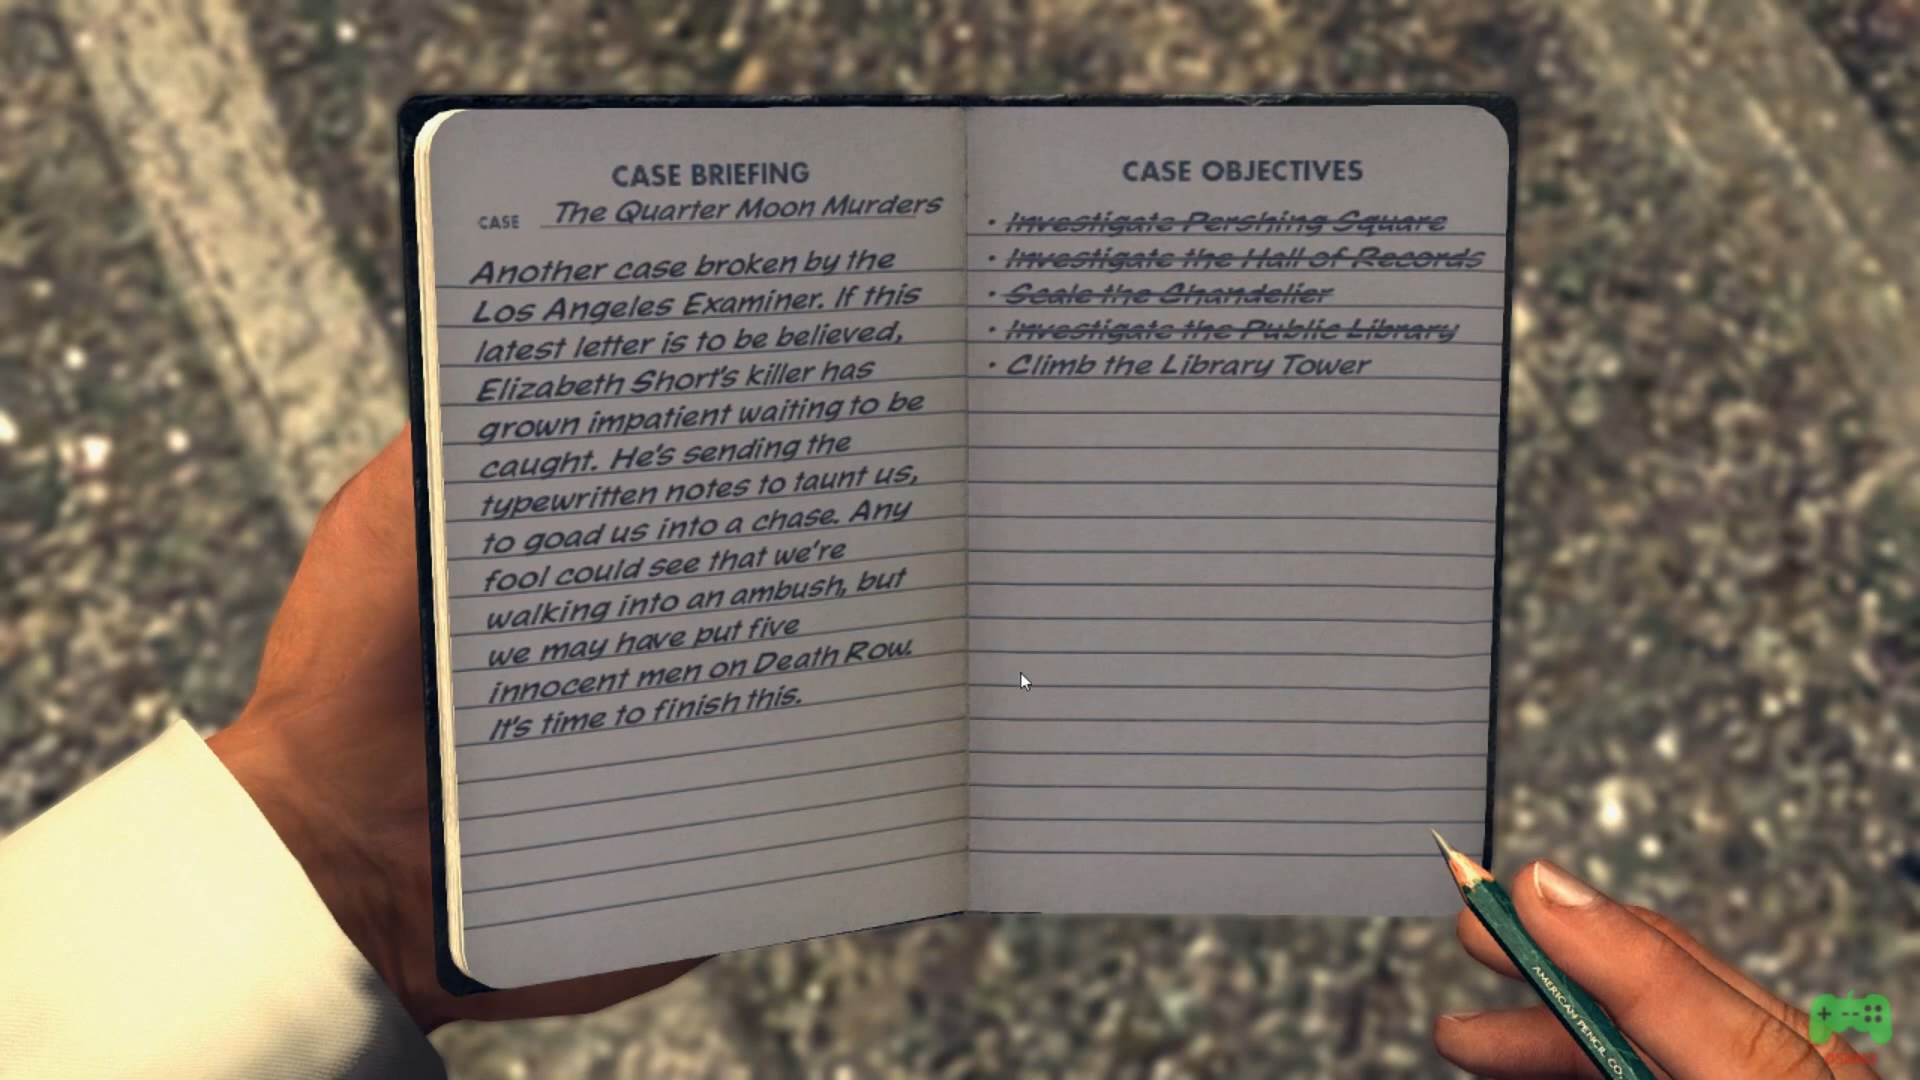 CASE BRIEFING
CASE The Quarter Moon Murders
Another case broken by the
Los Angeles Examiner. If this
latest letter is to be believed,
Elizabeth Short's killer has
grown impatient waiting to be
caught. He's sending the
typewritten notes to taunt us,
to goad us into a chase. Any
fool could see that we're
walking into an ambush, but
we may have put five
innocent men on Death Row.
It's time to finish this.
CASE OBJECTIVES
• Investigate Pershing Square
• Investigate the Hall of Records
• Scale the Chandelier
• Investigate the Public Library
• Climb the Library Tower
AMERICAN PENCIL CO.